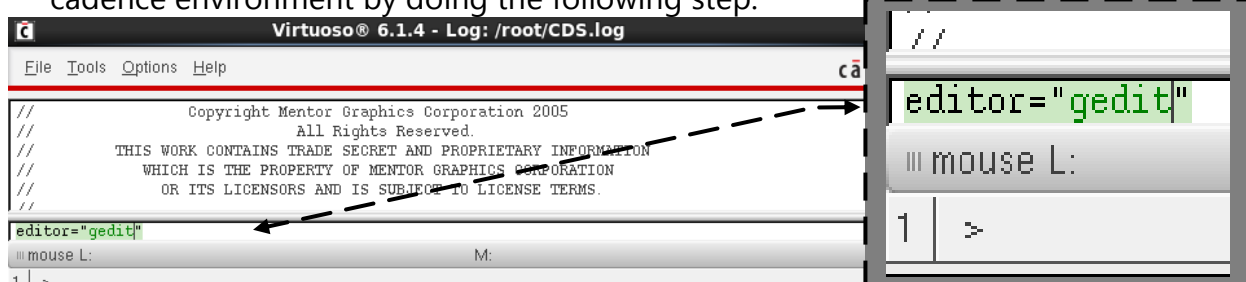 cadence environment by doing the following step.
Virtuoso® 6.1.4 - Log: /root/CDS.log
File Tools Options Help
cā
// Copyright Mentor Graphics Corporation 2005
// All Rights Reserved.
// THIS WORK CONTAINS TRADE SECRET AND PROPRIETARY INFORMATION
// WHICH IS THE PROPERTY OF MENTOR GRAPHICS CORPORATION
// OR ITS LICENSORS AND IS SUBJECT TO LICENSE TERMS.
//
editor="gedit"
mouse L: M:
1 >
//
editor="gedit"
mouse L:
1 >